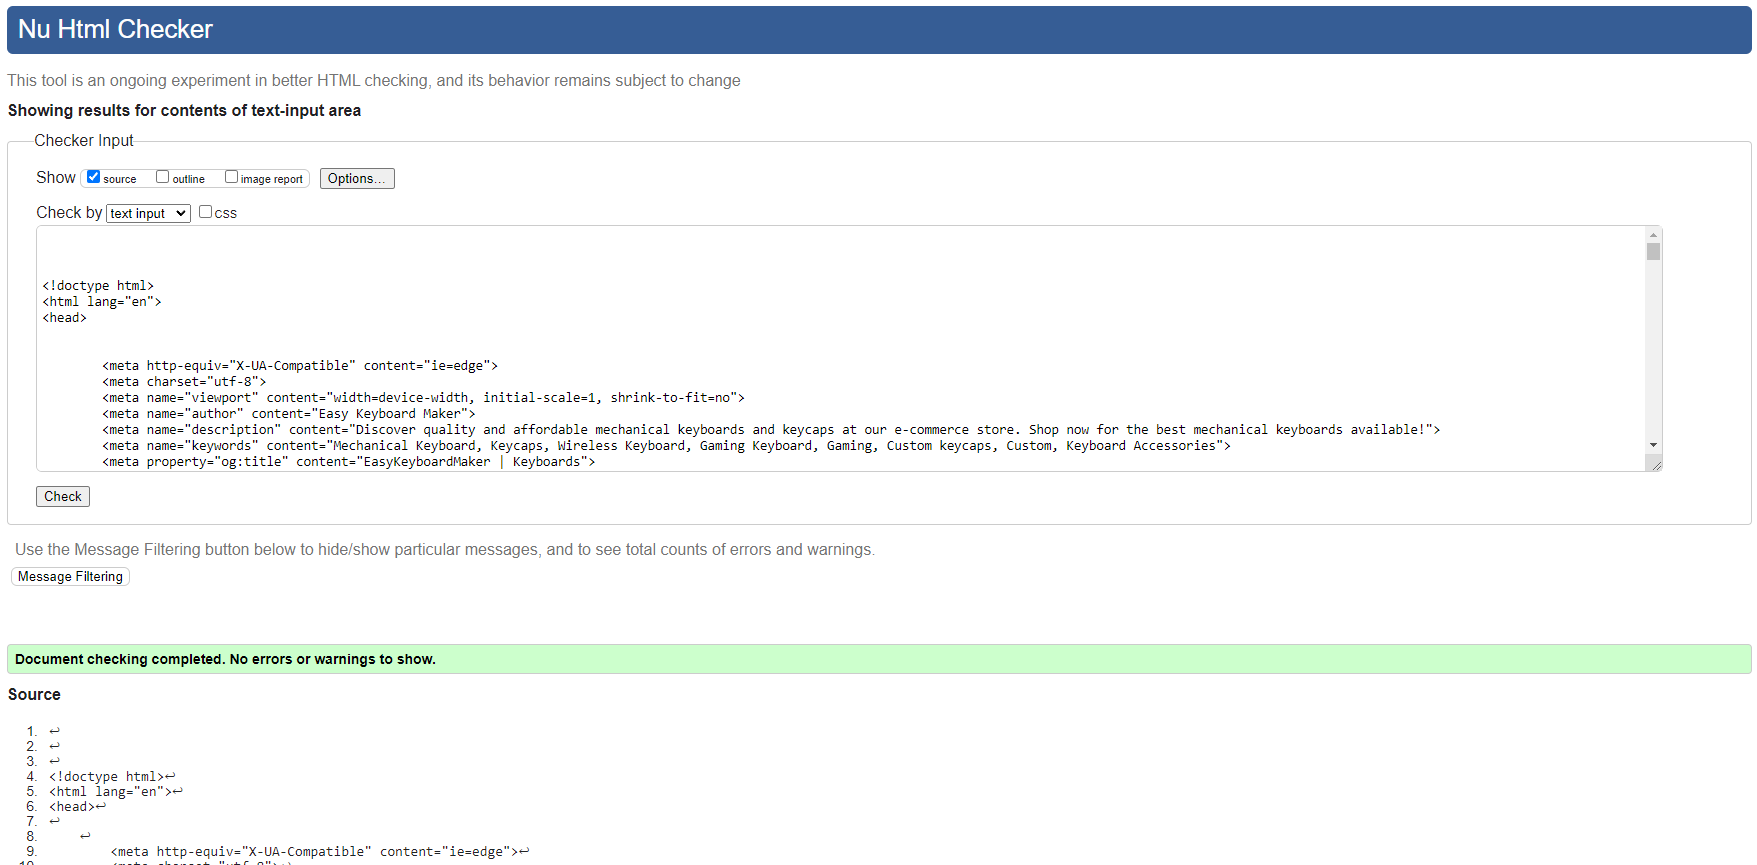 Nu Html Checker
This tool is an ongoing experiment in better HTML checking, and its behavior remains subject to change
Showing results for contents of text-input area
Checker Input
Show source outline image report Options...
Check by text input css
<!doctype html>
<html lang="en">
<head>
<meta http-equiv="X-UA-Compatible" content="ie=edge">
<meta charset="utf-8">
<meta name="viewport" content="width=device-width, initial-scale=1, shrink-to-fit=no">
<meta name="author" content="Easy Keyboard Maker">
<meta name="description" content="Discover quality and affordable mechanical keyboards and keycaps at our e-commerce store. Shop now for the best mechanical keyboards available!">
<meta name="keywords" content="Mechanical Keyboard, Keycaps, Wireless Keyboard, Gaming Keyboard, Gaming, Custom keycaps, Custom, Keyboard Accessories">
<meta property="og:title" content="EasyKeyboardMaker | Keyboards">
Check
Use the Message Filtering button below to hide/show particular messages, and to see total counts of errors and warnings.
Message Filtering
Document checking completed. No errors or warnings to show.
Source
1. ↩
2. ↩
3. ↩
4. <!doctype html>↩
5. <html lang="en">↩
6. <head>↩
7. ↩
8. ↩
9. <meta http-equiv="X-UA-Compatible" content="ie=edge">↩